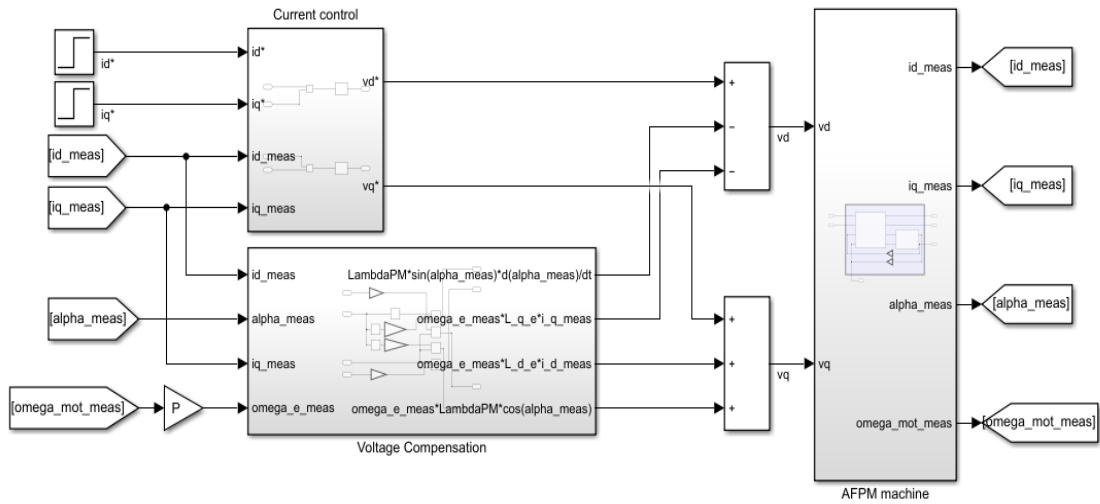 Current control
id*
id*
vd*
iq*
iq*
[id_meas]
id_meas
[iq_meas]
vq*
iq_meas
id_meas
LambdaPM*sin(alpha_meas)*d(alpha_meas)/dt
[alpha_meas]
alpha_meas
omega_e_meas*L_q_e*i_q_meas
iq_meas
omega_e_meas*L_d_e*i_d_meas
[omega_mot_meas]
P
omega_e_meas
omega_e_meas*LambdaPM*cos(alpha_meas)
Voltage Compensation
+
−
−
vd
+
+
+
vq
vd
vq
id_meas
[id_meas]
iq_meas
[iq_meas]
alpha_meas
[alpha_meas]
omega_mot_meas
[omega_mot_meas]
AFPM machine